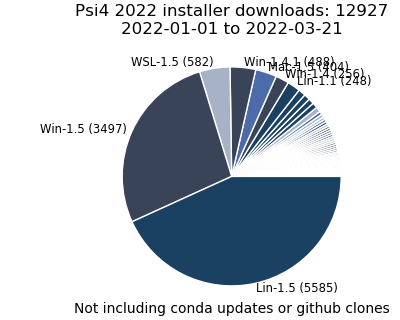 Psi4 2022 installer downloads: 12927
2022-01-01 to 2022-03-21
WSL-1.5 (582)
Win-1.4.1 (488)
Mac-1.5 (404)
Win-1.4 (256)
Lin-1.1 (248)
Win-1.5 (3497)
Lin-1.5 (5585)
Not including conda updates or github clones